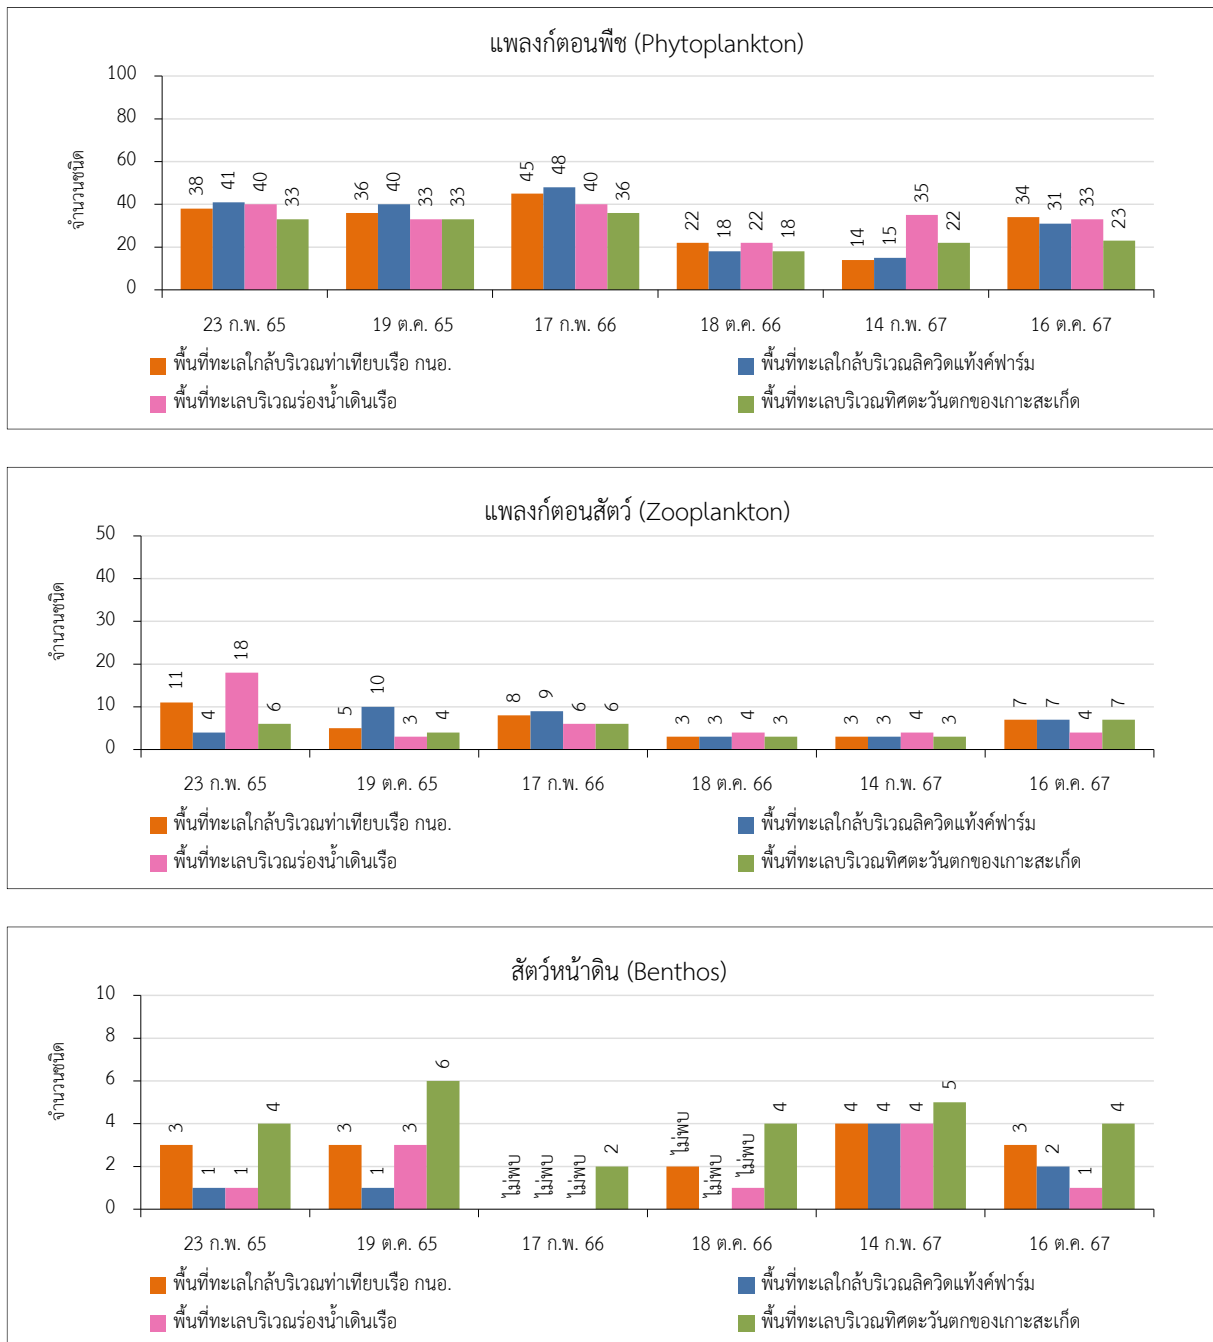 แพลงก์ตอนพืช (Phytoplankton)
จำนวนชนิด
100
80
60
40
20
0
38 41 40 33 36 40 33 33 45 48 40 36 22 18 22 18 14 15 35 22 34 31 33 23
23 ก.พ. 65 19 ต.ค. 65 17 ก.พ. 66 18 ต.ค. 66 14 ก.พ. 67 16 ต.ค. 67
พื้นที่ทะเลใกล้บริเวณท่าเทียบเรือ กนอ. พื้นที่ทะเลใกล้บริเวณลิควิดแท้งค์ฟาร์ม
พื้นที่ทะเลบริเวณร่องน้ำเดินเรือ พื้นที่ทะเลบริเวณทิศตะวันตกของเกาะสะเก็ด
แพลงก์ตอนสัตว์ (Zooplankton)
จำนวนชนิด
50
40
30
20
10
0
11 4 18 6 5 10 3 4 8 9 6 6 3 3 4 3 3 3 4 3 7 7 4 7
23 ก.พ. 65 19 ต.ค. 65 17 ก.พ. 66 18 ต.ค. 66 14 ก.พ. 67 16 ต.ค. 67
พื้นที่ทะเลใกล้บริเวณท่าเทียบเรือ กนอ. พื้นที่ทะเลใกล้บริเวณลิควิดแท้งค์ฟาร์ม
พื้นที่ทะเลบริเวณร่องน้ำเดินเรือ พื้นที่ทะเลบริเวณทิศตะวันตกของเกาะสะเก็ด
สัตว์หน้าดิน (Benthos)
จำนวนชนิด
10
8
6
4
2
0
3 1 1 4 3 1 3 6 ไม่พบ ไม่พบ ไม่พบ 2 ไม่พบ ไม่พบ ไม่พบ 4 4 4 4 5 3 2 1 4
23 ก.พ. 65 19 ต.ค. 65 17 ก.พ. 66 18 ต.ค. 66 14 ก.พ. 67 16 ต.ค. 67
พื้นที่ทะเลใกล้บริเวณท่าเทียบเรือ กนอ. พื้นที่ทะเลใกล้บริเวณลิควิดแท้งค์ฟาร์ม
พื้นที่ทะเลบริเวณร่องน้ำเดินเรือ พื้นที่ทะเลบริเวณทิศตะวันตกของเกาะสะเก็ด